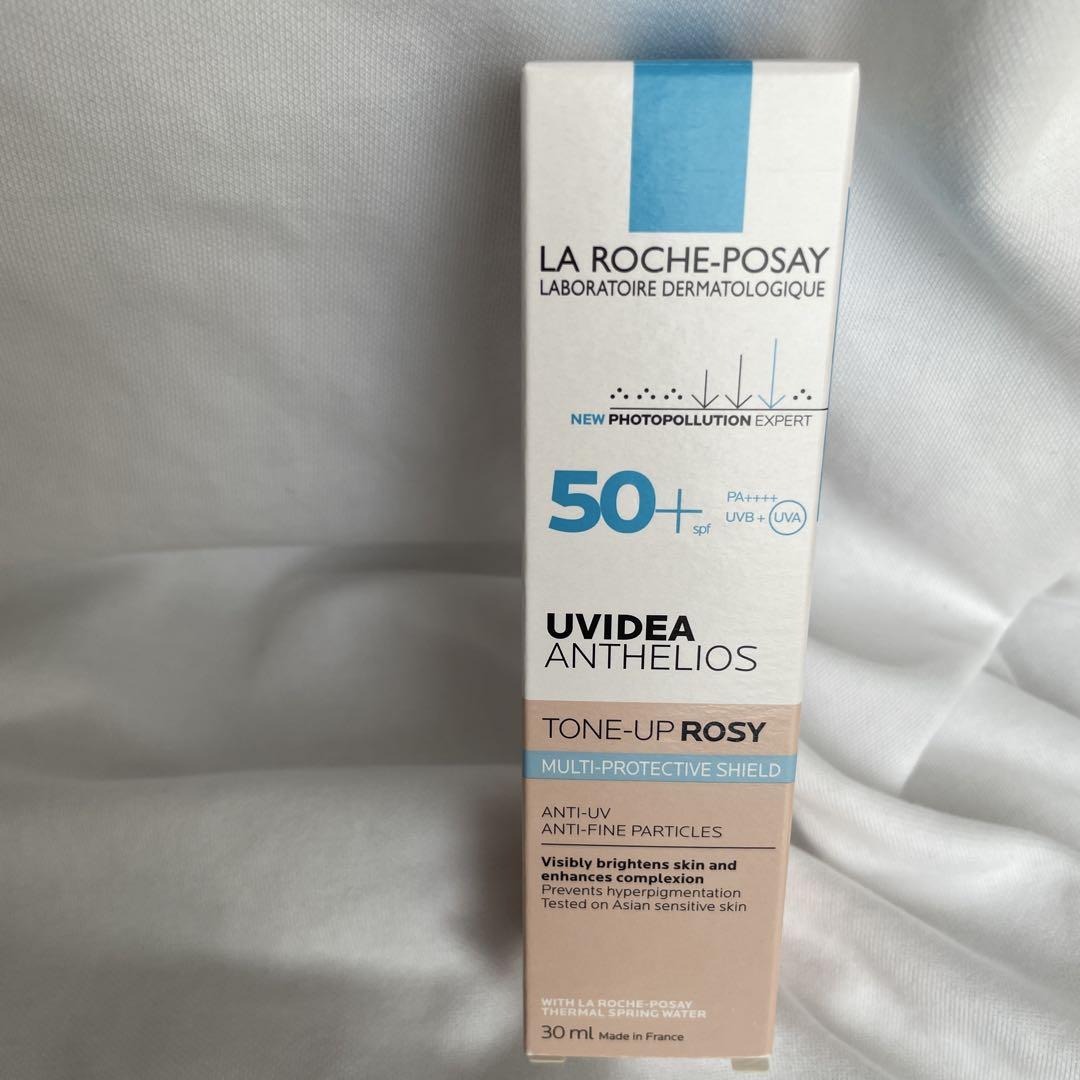 LA ROCHE-POSAY
LABORATOIRE DERMATOLOGIQUE
NEW PHOTOPOLLUTION EXPERT
50+ spf
PA++++
UVB + UVA
UVIDEA
ANTHELIOS
TONE-UP ROSY
MULTI-PROTECTIVE SHIELD
ANTI-UV
ANTI-FINE PARTICLES
Visibly brightens skin and
enhances complexion
Prevents hyperpigmentation
Tested on Asian sensitive skin
WITH LA ROCHE-POSAY
THERMAL SPRING WATER
30 ml Made in France